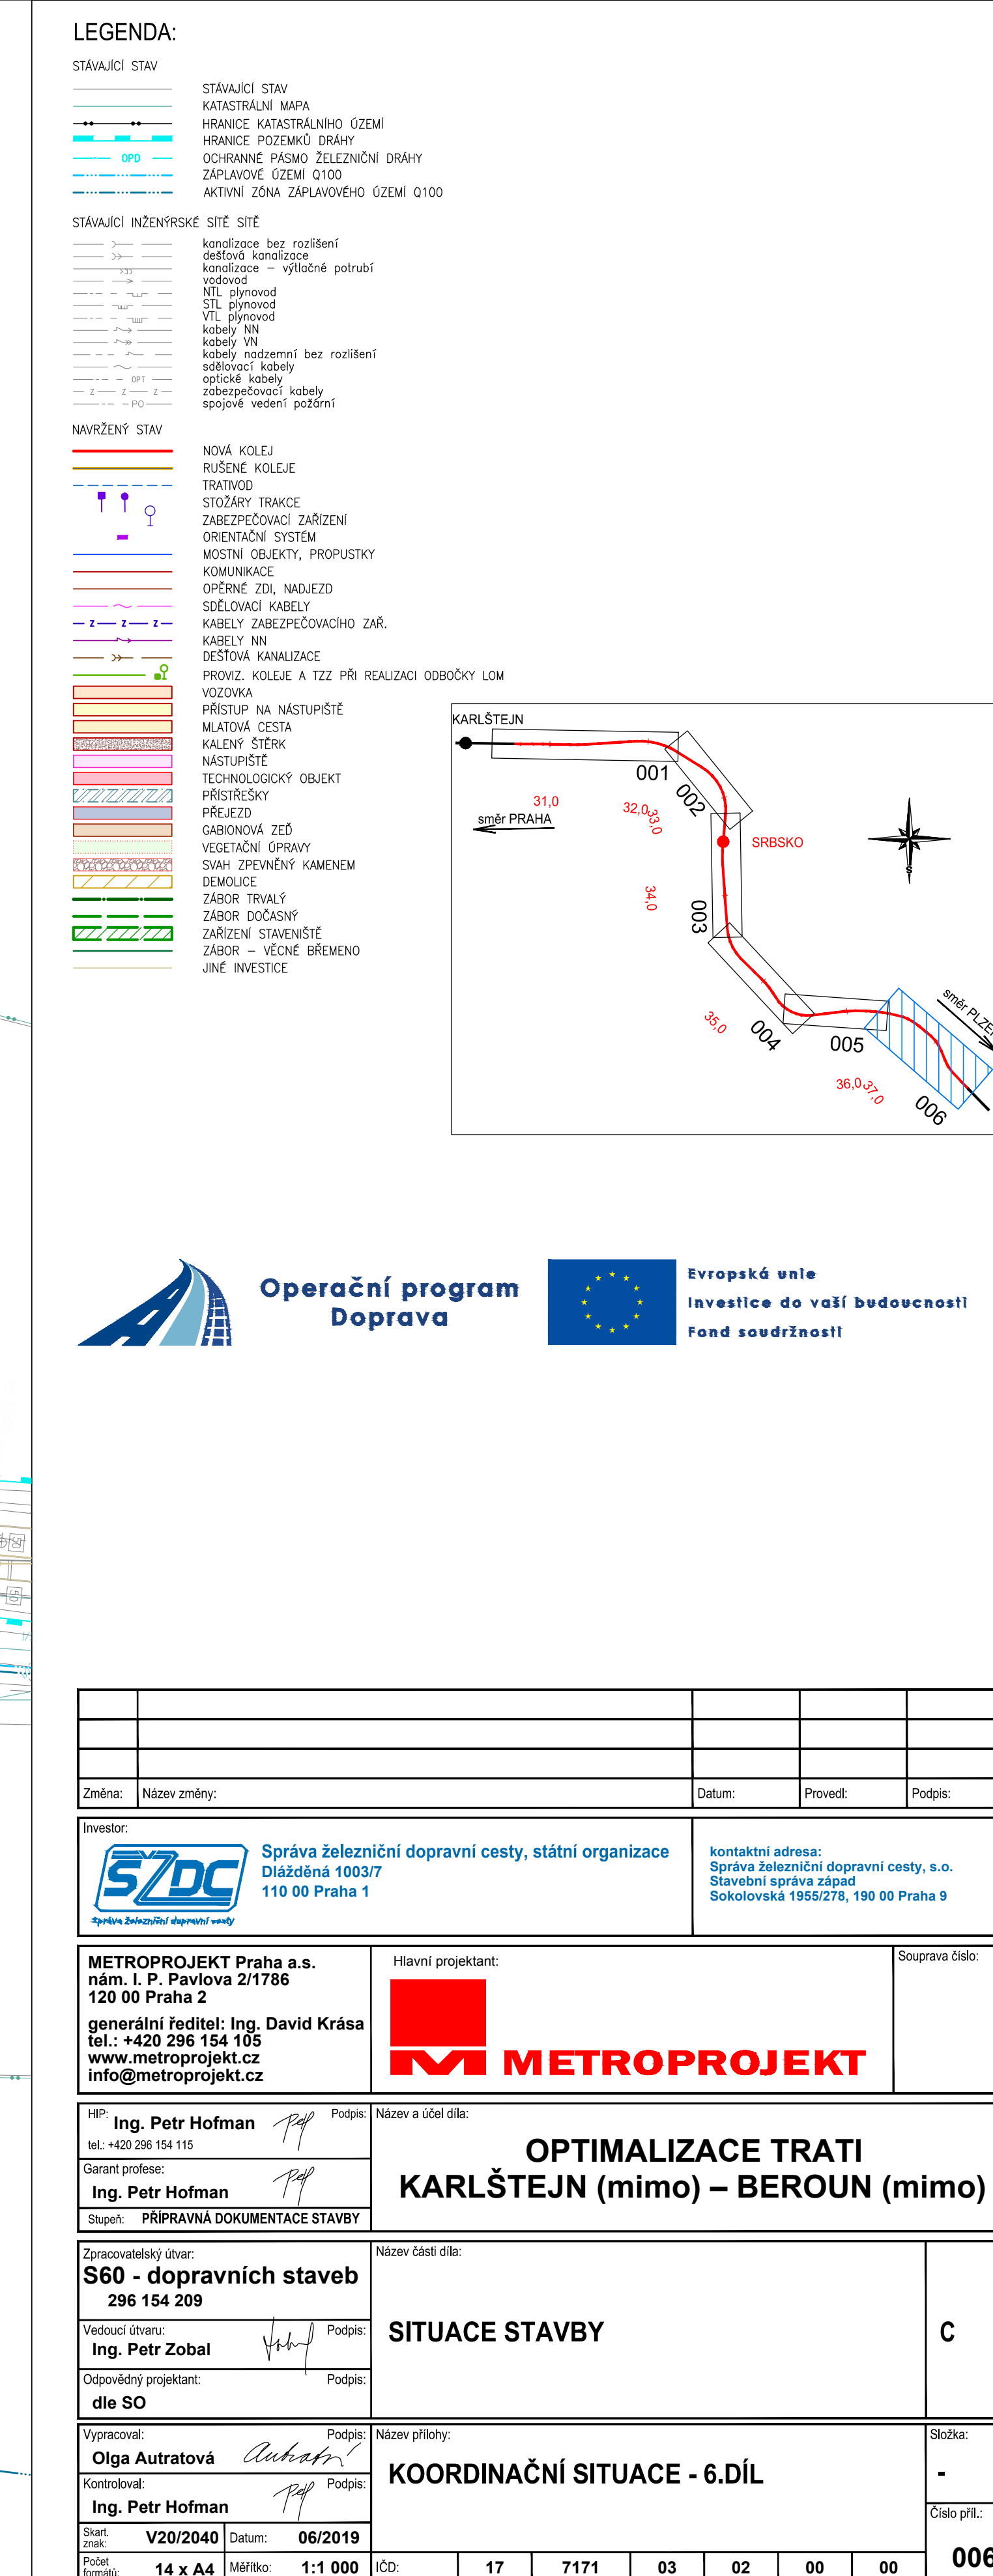 LEGENDA:
STÁVAJÍCÍ STAV
STÁVAJÍCÍ STAV
KATASTRÁLNÍ MAPA
HRANICE KATASTRÁLNÍHO ÚZEMÍ
HRANICE POZEMKŮ DRÁHY
OPD OCHRANNÉ PÁSMO ŽELEZNIČNÍ DRÁHY
ZÁPLAVOVÉ ÚZEMÍ Q100
AKTIVNÍ ZÓNA ZÁPLAVOVÉHO ÚZEMÍ Q100
STÁVAJÍCÍ INŽENÝRSKÉ SÍTĚ SÍTĚ
kanalizace bez rozlišení
dešťová kanalizace
kanalizace – výtlačné potrubí
vodovod
NTL plynovod
STL plynovod
VTL plynovod
kabely NN
kabely VN
kabely nadzemní bez rozlišení
sdělovací kabely
OPT optické kabely
Z Z Z zabezpečovací kabely
PO spojové vedení požární
NAVRŽENÝ STAV
NOVÁ KOLEJ
RUŠENÉ KOLEJE
TRATIVOD
STOŽÁRY TRAKCE
ZABEZPEČOVACÍ ZAŘÍZENÍ
ORIENTAČNÍ SYSTÉM
MOSTNÍ OBJEKTY, PROPUSTKY
KOMUNIKACE
OPĚRNÉ ZDI, NADJEZD
SDĚLOVACÍ KABELY
Z Z Z KABELY ZABEZPEČOVACÍHO ZAŘ.
KABELY NN
DEŠŤOVÁ KANALIZACE
PROVIZ. KOLEJE A TZZ PŘI REALIZACI ODBOČKY LOM
VOZOVKA
PŘÍSTUP NA NÁSTUPIŠTĚ
MLATOVÁ CESTA
KALENÝ ŠTĚRK
NÁSTUPIŠTĚ
TECHNOLOGICKÝ OBJEKT
PŘÍSTŘEŠKY
PŘEJEZD
GABIONOVÁ ZEĎ
VEGETAČNÍ ÚPRAVY
SVAH ZPEVNĚNÝ KAMENEM
DEMOLICE
ZÁBOR TRVALÝ
ZÁBOR DOČASNÝ
ZAŘÍZENÍ STAVENIŠTĚ
ZÁBOR – VĚCNÉ BŘEMENO
JINÉ INVESTICE
KARLŠTEJN
001
002
31,0
32,0
33,0
směr PRAHA
SRBSKO
S
34,0
003
35,0
004
005
směr PLZE
36,0
37,0
006
Operační program
Doprava
Evropská unie
Investice do vaší budoucnosti
Fond soudržnosti
50
50
Změna: Název změny: Datum: Provedl: Podpis:
Investor:
SŽDC
Správa železniční dopravní cesty
Správa železniční dopravní cesty, státní organizace
Dlážděná 1003/7
110 00 Praha 1
kontaktní adresa:
Správa železniční dopravní cesty, s.o.
Stavební správa západ
Sokolovská 1955/278, 190 00 Praha 9
METROPROJEKT Praha a.s.
nám. I. P. Pavlova 2/1786
120 00 Praha 2
generální ředitel: Ing. David Krása
tel.: +420 296 154 105
www.metroprojekt.cz
info@metroprojekt.cz
Hlavní projektant:
METROPROJEKT
Souprava číslo:
HIP: Ing. Petr Hofman Podpis:
tel.: +420 296 154 115
Garant profese:
Ing. Petr Hofman
Stupeň: PŘÍPRAVNÁ DOKUMENTACE STAVBY
Název a účel díla:
OPTIMALIZACE TRATI
KARLŠTEJN (mimo) – BEROUN (mimo)
Zpracovatelský útvar:
S60 - dopravních staveb
296 154 209
Vedoucí útvaru: Podpis:
Ing. Petr Zobal
Odpovědný projektant: Podpis:
dle SO
Název části díla:
SITUACE STAVBY
C
Vypracoval: Podpis:
Olga Autratová
Kontroloval: Podpis:
Ing. Petr Hofman
Název přílohy:
KOORDINAČNÍ SITUACE - 6.DÍL
Složka:
-
Číslo příl.:
006
Skart. znak: V20/2040 Datum: 06/2019
Počet formátů: 14 x A4 Měřítko: 1:1 000 IČD: 17 7171 03 02 00 00